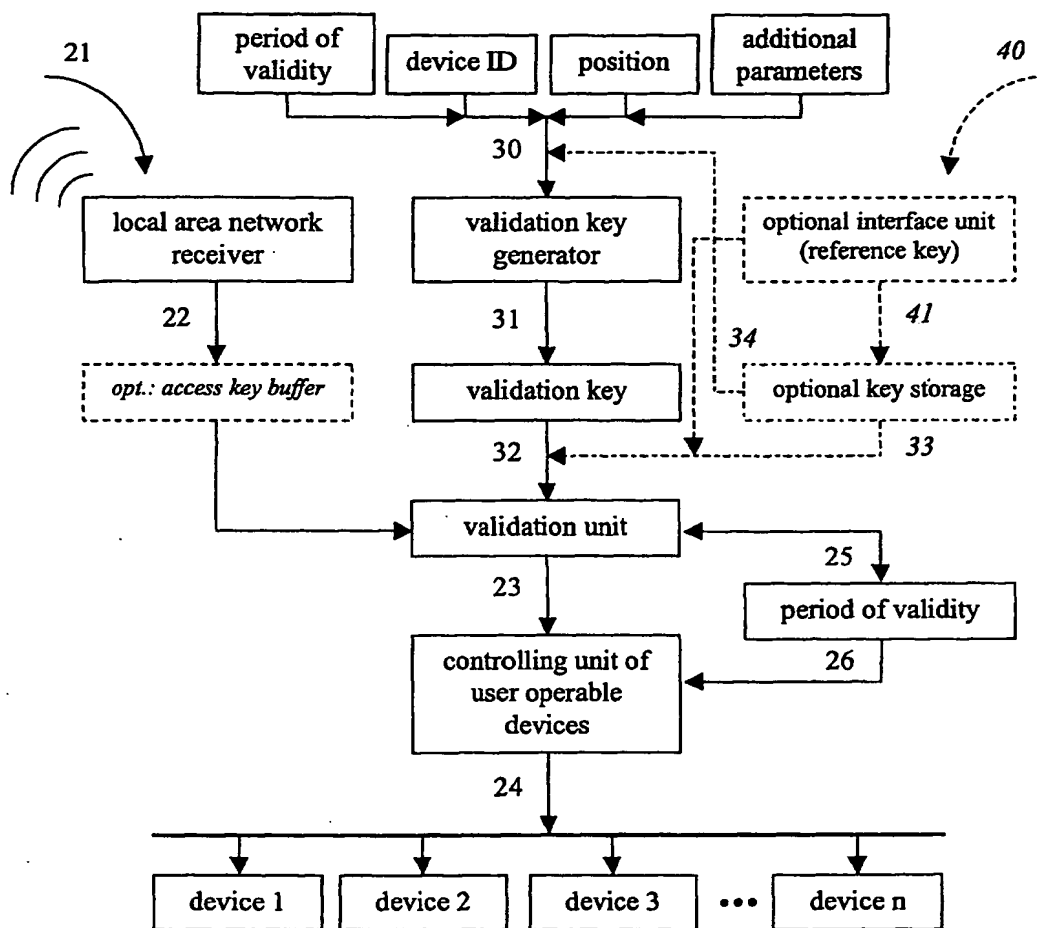 period of
validity
device ID
position
additional
parameters
21
40
30
local area network
receiver
validation key
generator
optional interface unit
(reference key)
22
31
34
41
opt.: access key buffer
validation key
optional key storage
32
33
validation unit
25
23
period of validity
26
controlling unit of
user operable
devices
24
device 1
device 2
device 3
•••
device n